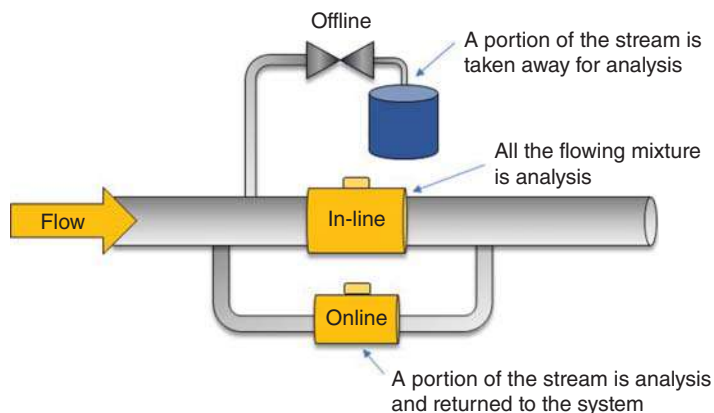 Offline
A portion of the stream is
taken away for analysis
All the flowing mixture
is analysis
Flow
In-line
Online
A portion of the stream is analysis
and returned to the system